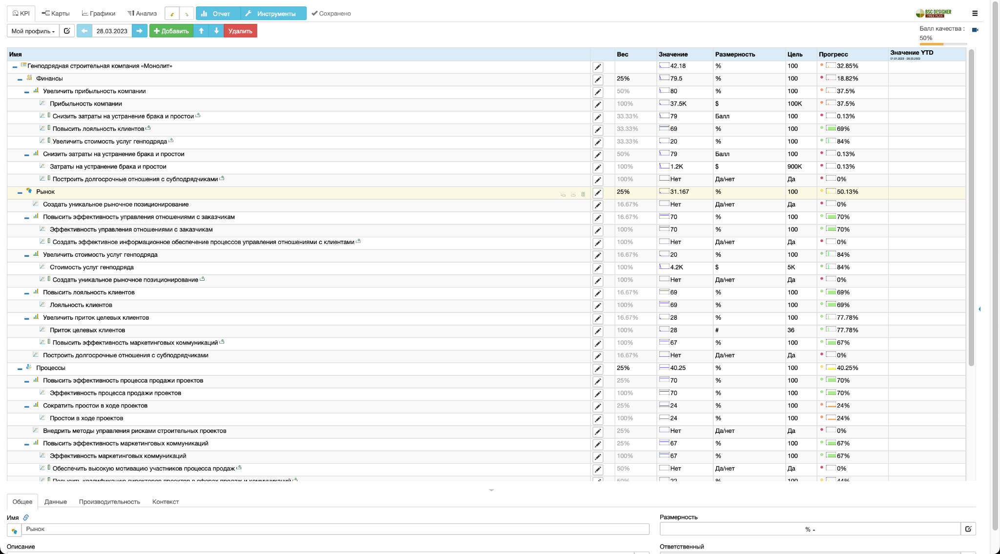 KPI Карты Графики Анализ Отчет Инструменты Сохранено BSC DESIGNER
FREE PLAN
Мой профиль 28.03.2023 Добавить Удалить Балл качества :
50%
Имя Вес Значение Размерность Цель Прогресс Значение YTD
01.01.2023 - 28.03.2023
Генподрядная строительная компания «Монолит» 42.18 % 100 32.85%
Финансы 25% 79.5 % 100 18.82%
Увеличить прибыльность компании 50% 80 % 100 37.5%
Прибыльность компании 100% 37.5K $ 100K 37.5%
Снизить затраты на устранение брака и простои 33.33% 79 Балл 100 0.13%
Повысить лояльность клиентов 33.33% 69 % 100 69%
Увеличить стоимость услуг генподряда 33.33% 20 % 100 84%
Снизить затраты на устранение брака и простои 50% 79 Балл 100 0.13%
Затраты на устранение брака и простои 100% 1.2K $ 900K 0.13%
Построить долгосрочные отношения с субподрядчиками 100% Нет Да/нет Да 0%
Рынок 25% 31.167 % 100 50.13%
Создать уникальное рыночное позиционирование 16.67% Нет Да/нет Да 0%
Повысить эффективность управления отношениями с заказчикам 16.67% 70 % 100 70%
Эффективность управления отношениями с заказчикам 100% 70 % 100 70%
Создать эффективное информационное обеспечение процессов управления отношениями с клиентами 100% Нет Да/нет Да 0%
Увеличить стоимость услуг генподряда 16.67% 20 % 100 84%
Стоимость услуг генподряда 100% 4.2K $ 5K 84%
Создать уникальное рыночное позиционирование 100% Нет Да/нет Да 0%
Повысить лояльность клиентов 16.67% 69 % 100 69%
Лояльность клиентов 100% 69 % 100 69%
Увеличить приток целевых клиентов 16.67% 28 % 100 77.78%
Приток целевых клиентов 100% 28 # 36 77.78%
Повысить эффективность маркетинговых коммуникаций 100% 67 % 100 67%
Построить долгосрочные отношения с субподрядчиками 16.67% Нет Да/нет Да 0%
Процессы 25% 40.25 % 100 40.25%
Повысить эффективность процесса продажи проектов 25% 70 % 100 70%
Эффективность процесса продажи проектов 100% 70 % 100 70%
Сократить простои в ходе проектов 25% 24 % 100 24%
Простои в ходе проектов 100% 24 % 100 24%
Внедрить методы управления рисками строительных проектов 25% Нет Да/нет Да 0%
Повысить эффективность маркетинговых коммуникаций 25% 67 % 100 67%
Эффективность маркетинговых коммуникаций 100% 67 % 100 67%
Обеспечить высокую мотивацию участников процесса продаж 50% Нет Да/нет Да 0%
Повысить квалификацию директоров проектов в сферах продаж и коммуникаций 50% 22 % 100 44%
Общее Данные Производительность Контекст
Имя Размерность
Рынок %
Описание Ответственный